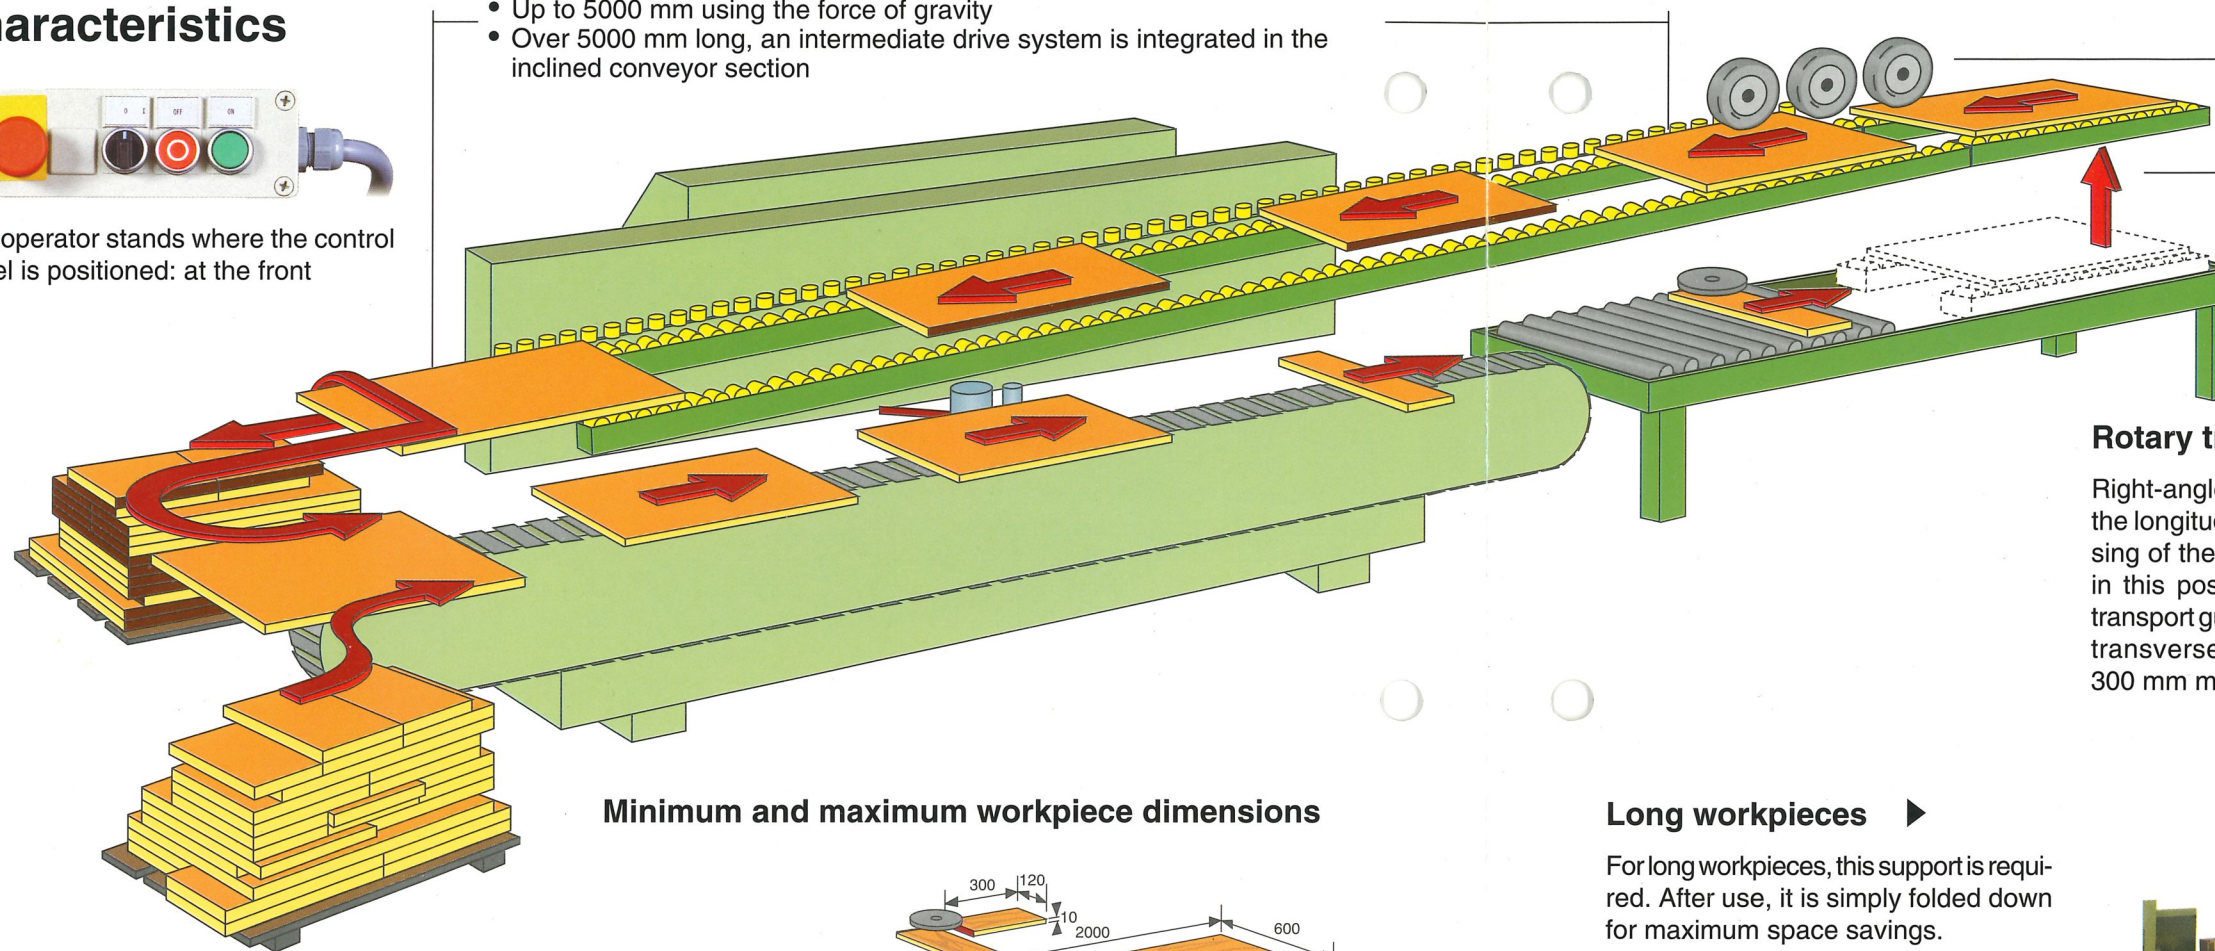 aracteristics
• Up to 5000 mm using the force of gravity
• Over 5000 mm long, an intermediate drive system is integrated in the
inclined conveyor section
0 I
OFF
ON
operator stands where the control
el is positioned: at the front
Rotary t
Right-angl
the longitu
sing of the
in this pos
transport g
transverse
300 mm m
Minimum and maximum workpiece dimensions
300
120
10
2000
600
Long workpieces
For long workpieces, this support is requi-
red. After use, it is simply folded down
for maximum space savings.